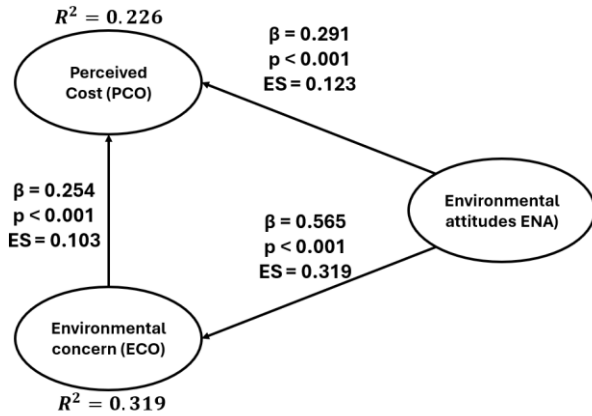 R² = 0.226
Perceived
Cost (PCO)
β = 0.291
p < 0.001
ES = 0.123
β = 0.254
p < 0.001
ES = 0.103
β = 0.565
p < 0.001
ES = 0.319
Environmental
attitudes ENA)
Environmental
concern (ECO)
R² = 0.319